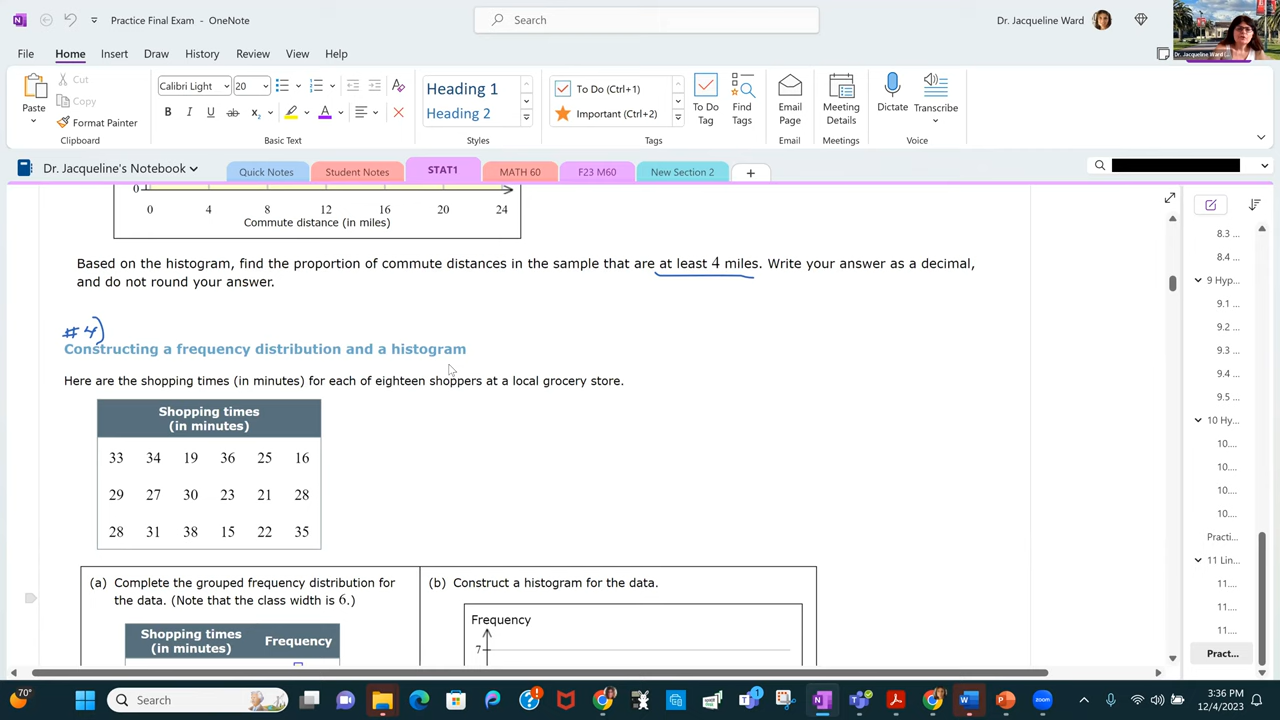 Practice Final Exam - OneNote
Search
Dr. Jacqueline Ward
Dr. Jacqueline Ward
File Home Insert Draw History Review View Help
Paste
Cut
Copy
Format Painter
Clipboard
Calibri Light 20
B I U ab x₂ A
Basic Text
Heading 1
Heading 2
Styles
To Do (Ctrl+1)
Important (Ctrl+2)
Tags
To Do Tag
Find Tags
Email Page
Email
Meeting Details
Meetings
Dictate
Transcribe
Voice
Dr. Jacqueline's Notebook
Quick Notes Student Notes STAT1 MATH 60 F23 M60 New Section 2 +
0
0 4 8 12 16 20 24
Commute distance (in miles)
Based on the histogram, find the proportion of commute distances in the sample that are at least 4 miles. Write your answer as a decimal,
and do not round your answer.
#4)
Constructing a frequency distribution and a histogram
Here are the shopping times (in minutes) for each of eighteen shoppers at a local grocery store.
Shopping times
(in minutes)
33 34 19 36 25 16
29 27 30 23 21 28
28 31 38 15 22 35
(a) Complete the grouped frequency distribution for
the data. (Note that the class width is 6.)
Shopping times
(in minutes)
Frequency
(b) Construct a histogram for the data.
Frequency
7
8.3 ...
8.4 ...
9 Hyp...
9.1 ...
9.2 ...
9.3 ...
9.4 ...
9.5 ...
10 Hy...
10....
10....
10....
10....
Practi...
11 Lin...
11....
11....
11....
Pract...
70°
Search
3:36 PM
12/4/2023